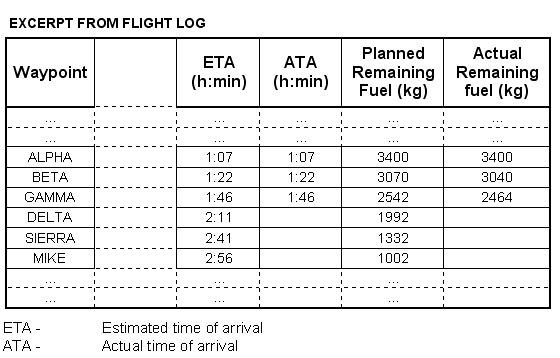 EXCERPT FROM FLIGHT LOG
Waypoint ETA (h:min) ATA (h:min) Planned Remaining Fuel (kg) Actual Remaining fuel (kg)
... ... ... ... ...
... ... ... ... ...
ALPHA 1:07 1:07 3400 3400
BETA 1:22 1:22 3070 3040
GAMMA 1:46 1:46 2542 2464
DELTA 2:11 1992
SIERRA 2:41 1332
MIKE 2:56 1002
... ... ... ... ...
... ... ... ... ...
ETA - Estimated time of arrival
ATA - Actual time of arrival